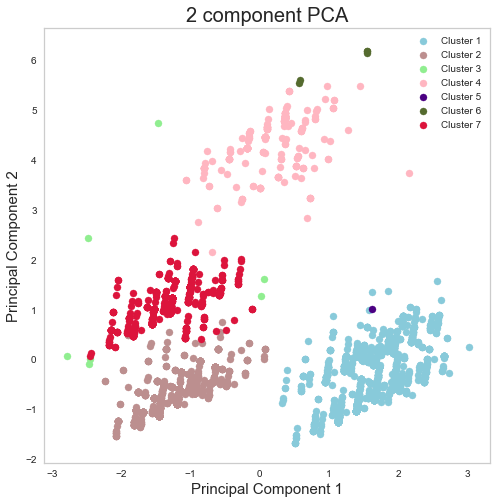 2 component PCA
Cluster 1
Cluster 2
Cluster 3
Cluster 4
Cluster 5
Cluster 6
Cluster 7
Principal Component 2
6
5
4
3
2
1
0
−1
−2
−3 −2 −1 0 1 2 3
Principal Component 1